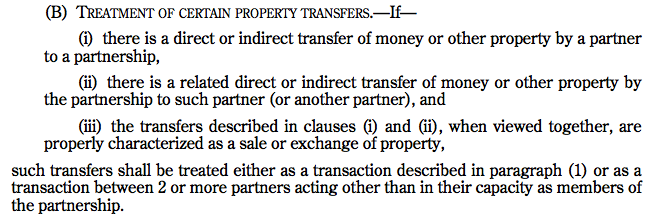 (B) TREATMENT OF CERTAIN PROPERTY TRANSFERS.—If—
(i) there is a direct or indirect transfer of money or other property by a partner
to a partnership,
(ii) there is a related direct or indirect transfer of money or other property by
the partnership to such partner (or another partner), and
(iii) the transfers described in clauses (i) and (ii), when viewed together, are
properly characterized as a sale or exchange of property,
such transfers shall be treated either as a transaction described in paragraph (1) or as a
transaction between 2 or more partners acting other than in their capacity as members of
the partnership.